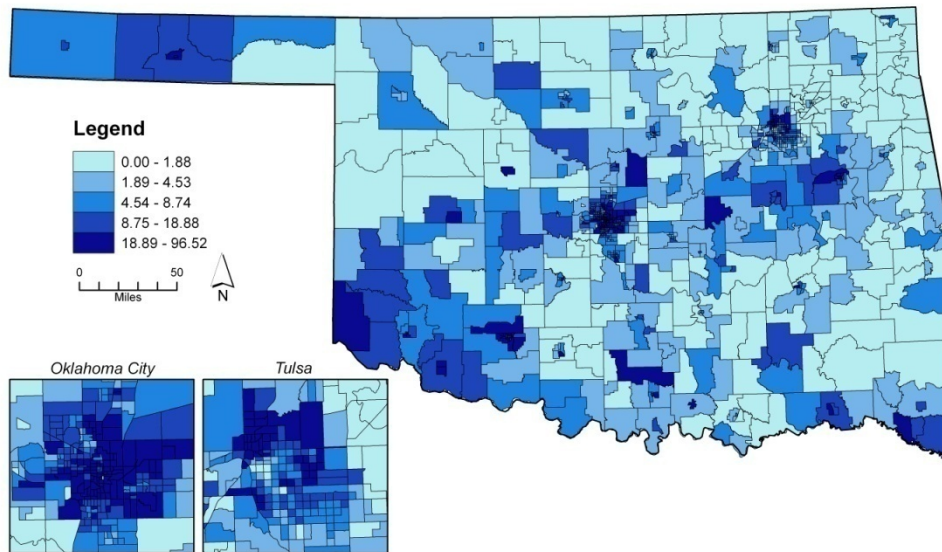 Legend
0.00 - 1.88
1.89 - 4.53
4.54 - 8.74
8.75 - 18.88
18.89 - 96.52
0 50
Miles
N
Oklahoma City
Tulsa